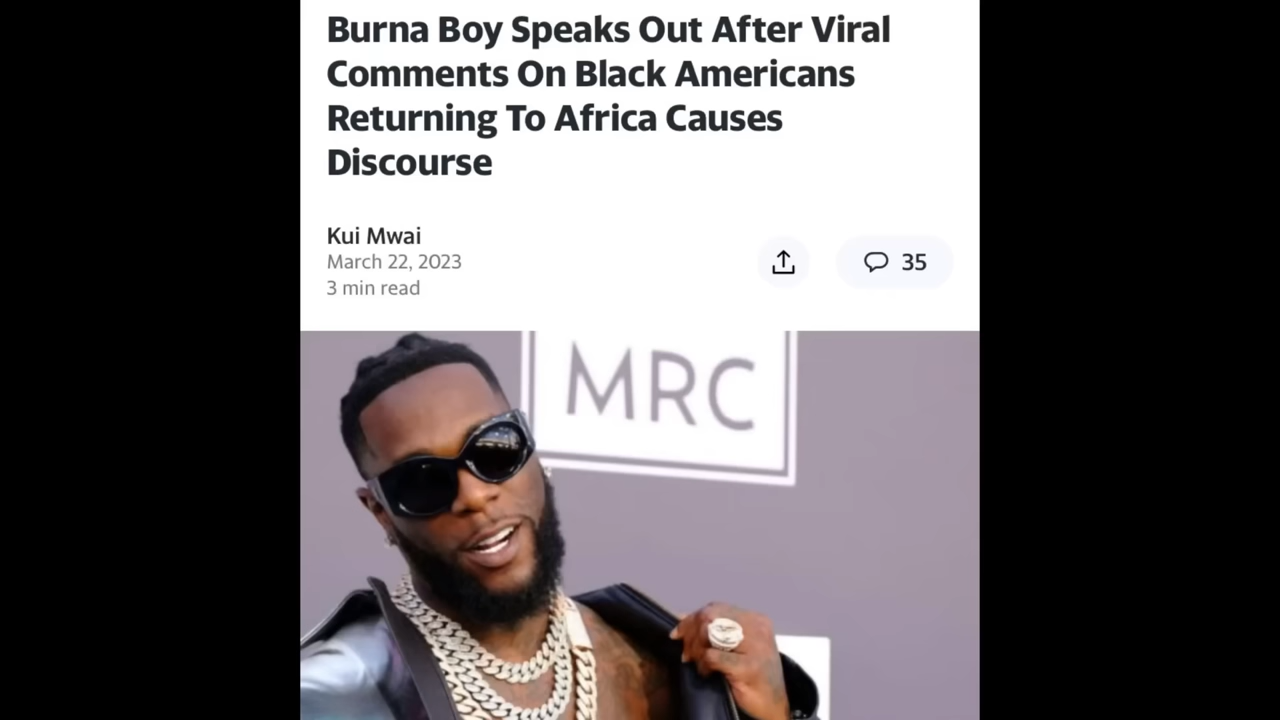 Burna Boy Speaks Out After Viral
Comments On Black Americans
Returning To Africa Causes
Discourse
Kui Mwai
March 22, 2023
3 min read
35
MRC